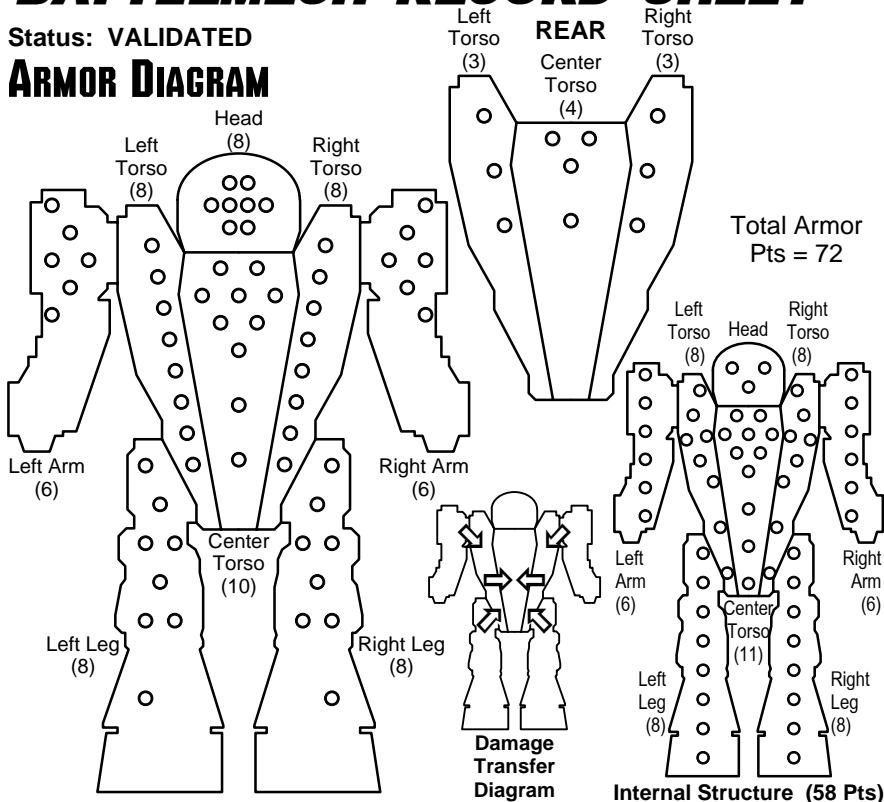 BATTLEMECH RECORD SHEET
Status: VALIDATED
ARMOR DIAGRAM
Head
(8)
Left
Torso
(8)
Right
Torso
(8)
Left Arm
(6)
Right Arm
(6)
Center
Torso
(10)
Left Leg
(8)
Right Leg
(8)
REAR
Left
Torso
(3)
Center
Torso
(4)
Right
Torso
(3)
Total Armor
Pts = 72
Damage
Transfer
Diagram
Left
Torso
(8)
Head
Right
Torso
(8)
Left
Arm
(6)
Right
Arm
(6)
Center
Torso
(11)
Left
Leg
(8)
Right
Leg
(8)
Internal Structure (58 Pts)